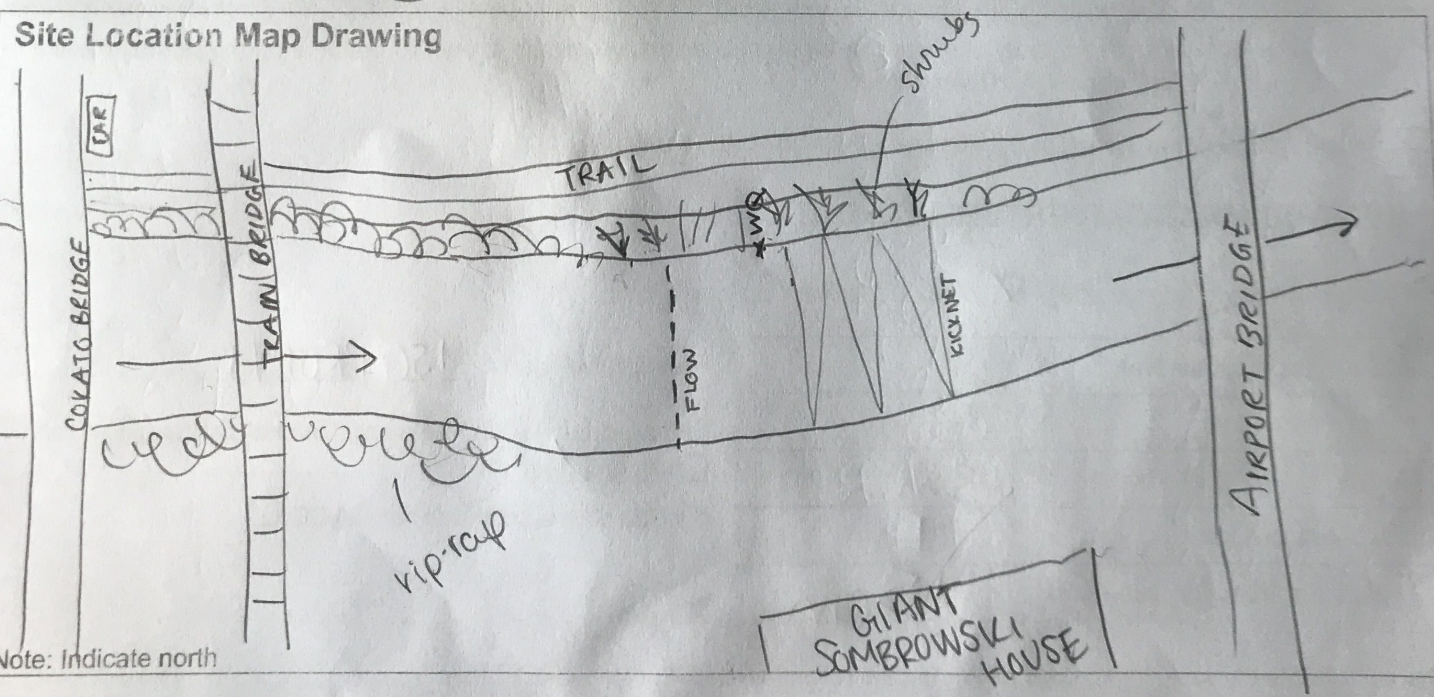 Site Location Map Drawing
shrubs
CAR
TRAIL
COKATO BRIDGE
TRAIN BRIDGE
* WQ
FLOW
KICKNET
AIRPORT BRIDGE
rip-rap
GIANT
SOMBROWSKI
HOUSE
Note: Indicate north